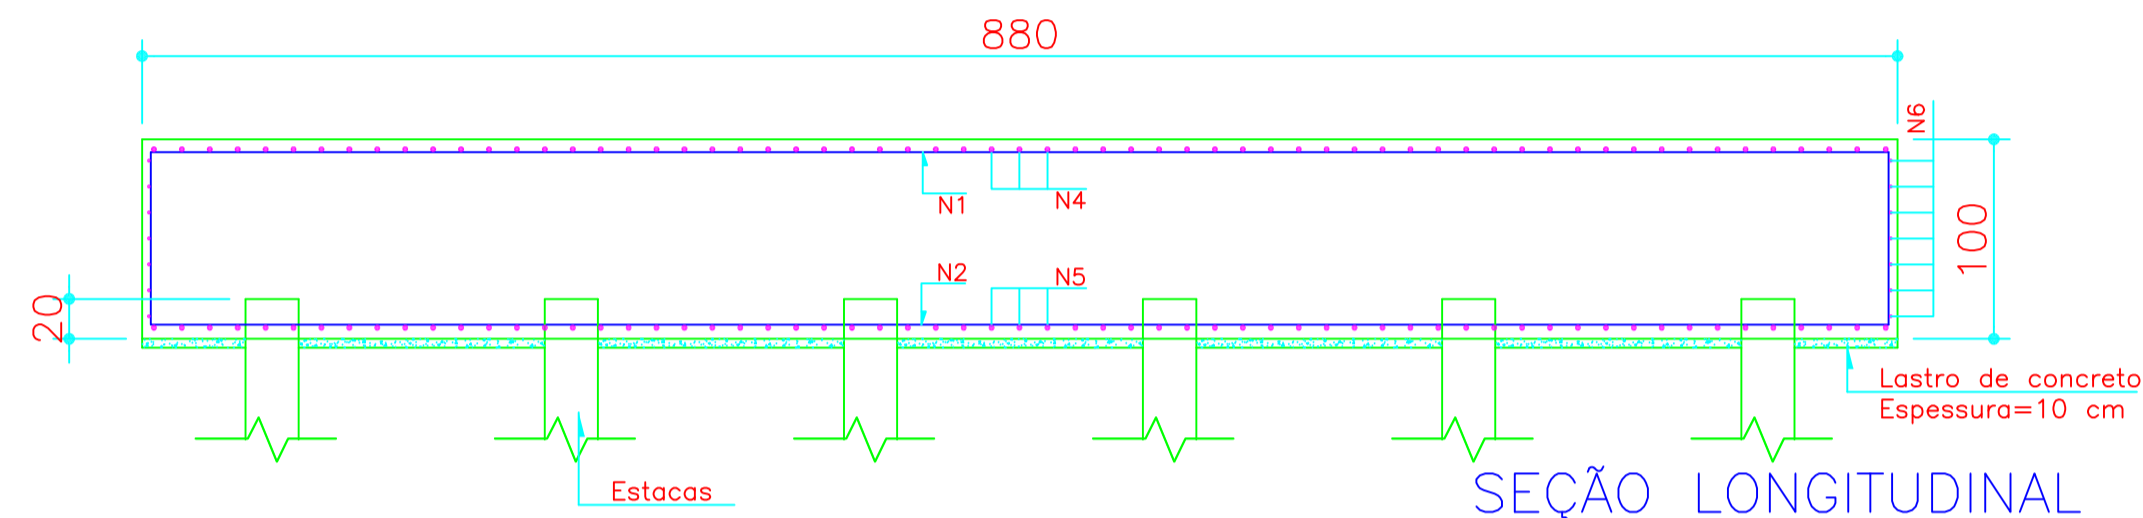 880
N6
N1
N4
100
N2
N5
20
Lastro de concreto
Espessura=10 cm
Estacas
SEÇÃO LONGITUDINAL